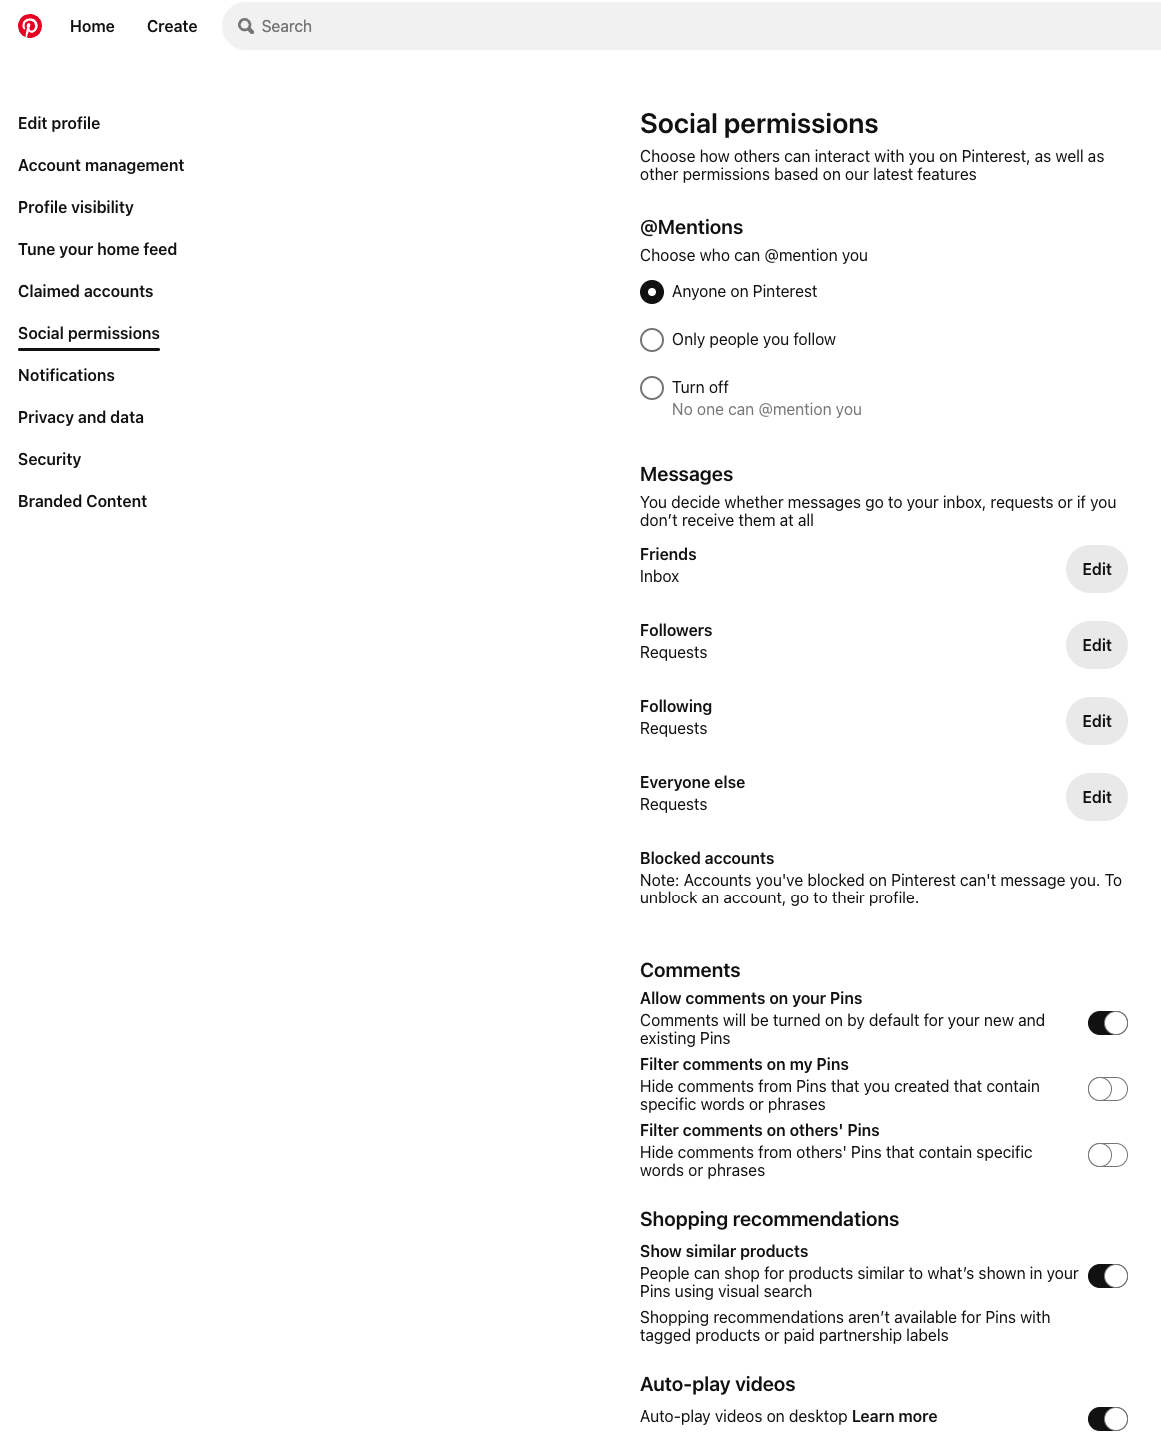 Home
Create
Search
Edit profile
Account management
Profile visibility
Tune your home feed
Claimed accounts
Social permissions
Notifications
Privacy and data
Security
Branded Content
Social permissions
Choose how others can interact with you on Pinterest, as well as
other permissions based on our latest features
@Mentions
Choose who can @mention you
Anyone on Pinterest
Only people you follow
Turn off
No one can @mention you
Messages
You decide whether messages go to your inbox, requests or if you
don’t receive them at all
Friends
Inbox
Edit
Followers
Requests
Edit
Following
Requests
Edit
Everyone else
Requests
Edit
Blocked accounts
Note: Accounts you've blocked on Pinterest can't message you. To
unblock an account, go to their profile.
Comments
Allow comments on your Pins
Comments will be turned on by default for your new and
existing Pins
Filter comments on my Pins
Hide comments from Pins that you created that contain
specific words or phrases
Filter comments on others' Pins
Hide comments from others' Pins that contain specific
words or phrases
Shopping recommendations
Show similar products
People can shop for products similar to what’s shown in your
Pins using visual search
Shopping recommendations aren’t available for Pins with
tagged products or paid partnership labels
Auto-play videos
Auto-play videos on desktop Learn more